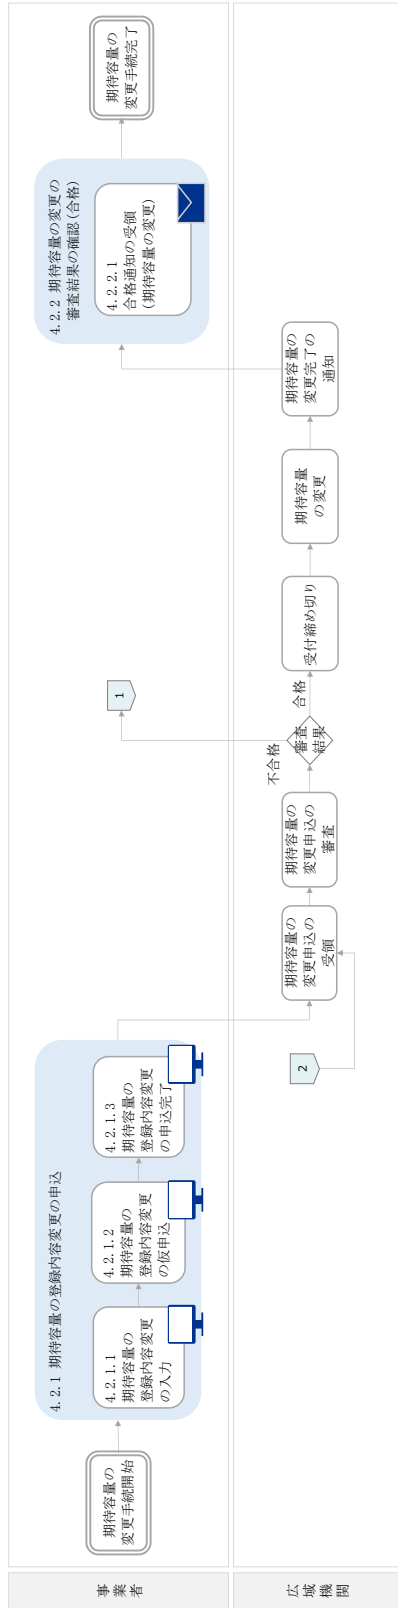 事業者
期待容量の
変更手続開始
4.2.1 期待容量の登録内容変更の申込
4.2.1.1
期待容量の
登録内容変更
の入力
4.2.1.2
期待容量の
登録内容変更
の仮申込
4.2.1.3
期待容量の
登録内容変更
の申込完了
1
4.2.2 期待容量の変更の
審査結果の確認(合格)
4.2.2.1
合格通知の受領
(期待容量の変更)
期待容量の
変更手続完了
広域機関
2
期待容量の
変更申込の
受領
期待容量の
変更申込の
審査
審査
結果
不合格
合格
受付締め切り
期待容量
の変更
期待容量の
変更完了の
通知